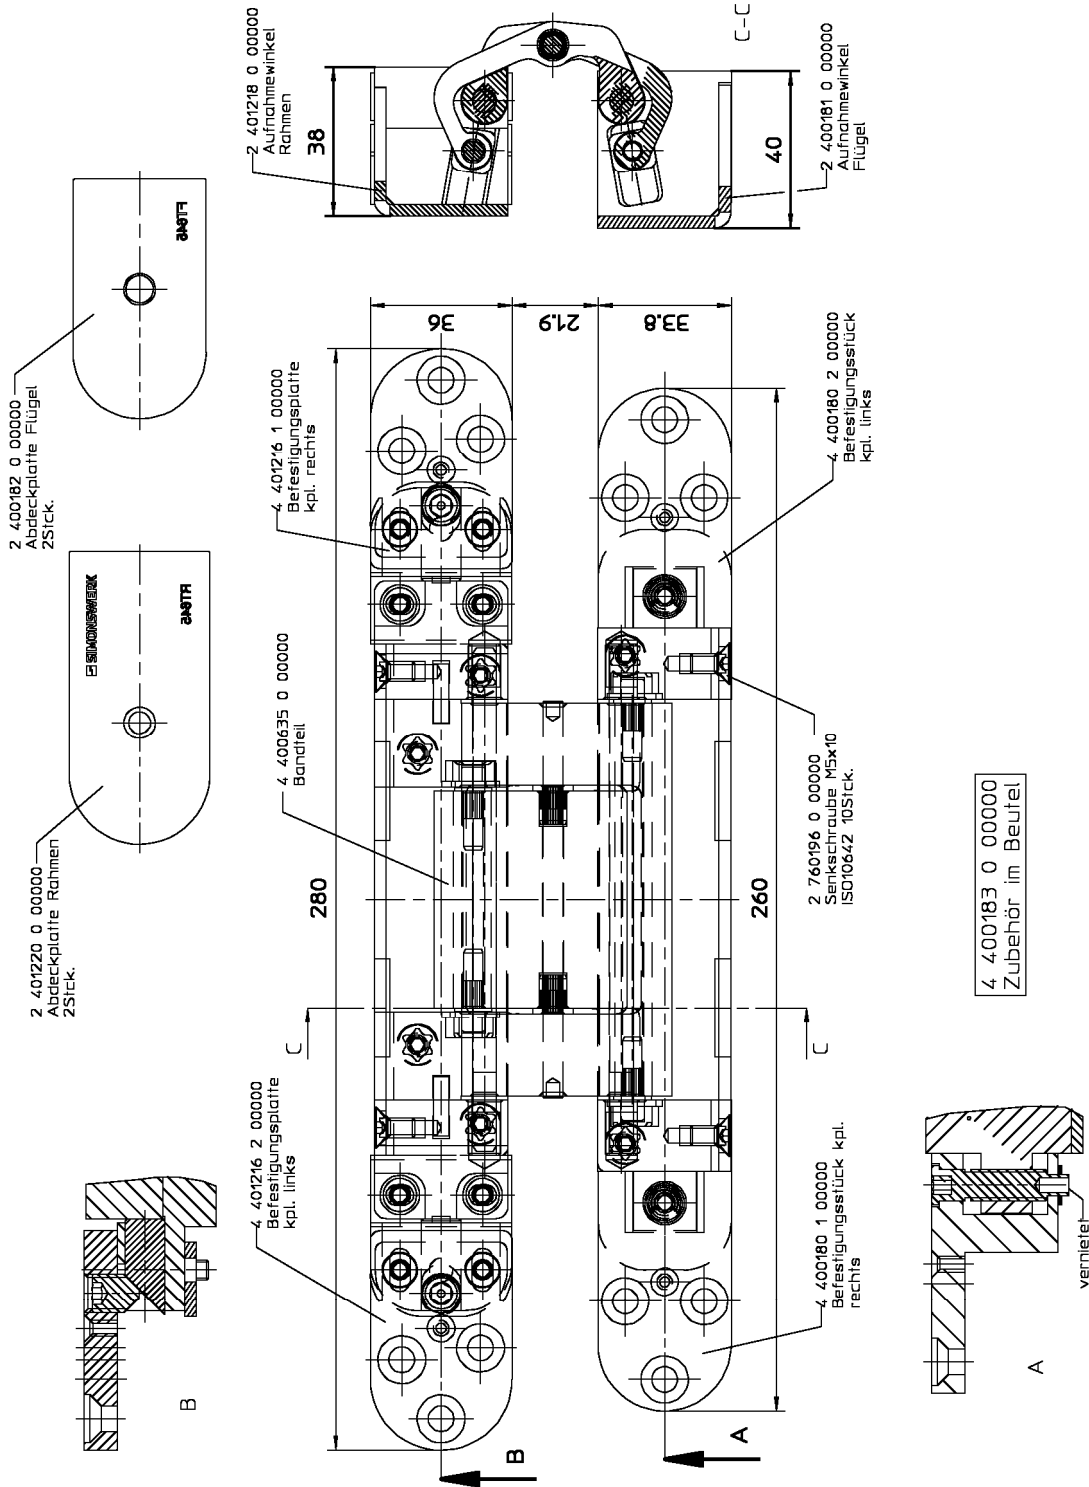 2 401220 0 00000
Abdeckplatte Rahmen
2Stck.
SIMONSWERK
RT646
2 400182 0 00000
Abdeckplatte Flügel
2Stck.
FT646
2 401218 0 00000
Aufnahmewinkel
Rahmen
38
C-C
40
2 400181 0 00000
Aufnahmewinkel
Flügel
B
4 401216 2 00000
Befestigungsplatte
kpl. links
C
280
4 400635 0 00000
Bandteil
4 401216 1 00000
Befestigungsplatte
kpl. rechts
36
21.9
33.8
B
A
4 400180 1 00000
Befestigungsstück kpl.
rechts
C
260
2 760196 0 00000
Senkschraube M5x10
ISO10642 10Stck.
4 400180 2 00000
Befestigungsstück
kpl. links
A
vernietet
4 400183 0 00000
Zubehör im Beutel